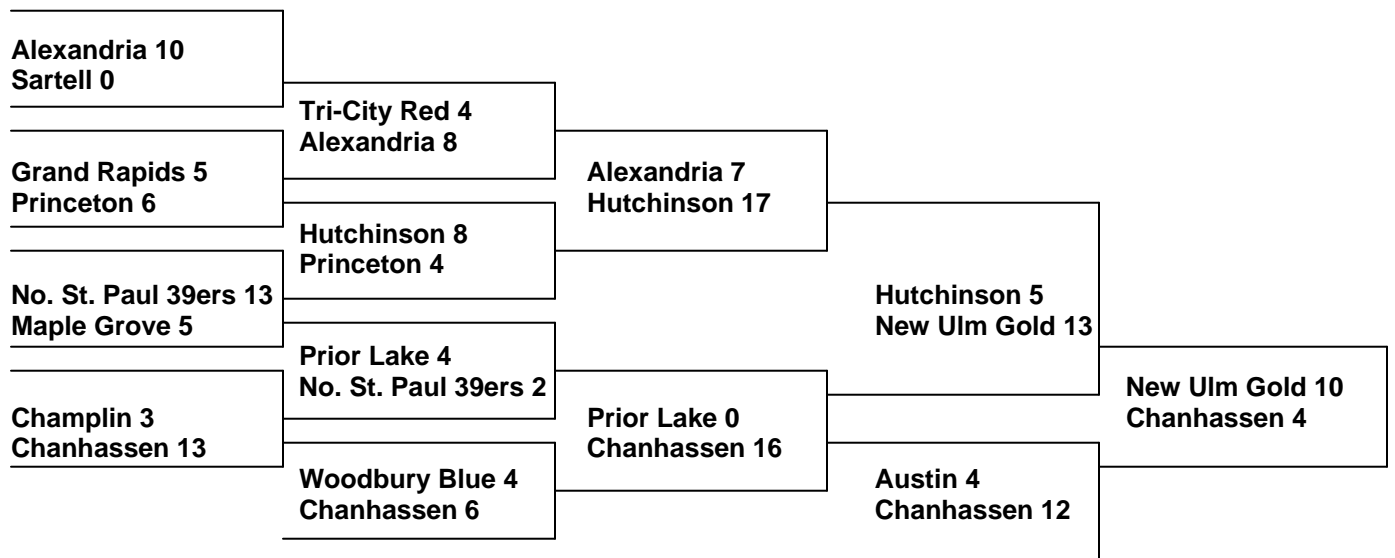 Alexandria 10
Sartell 0
Grand Rapids 5
Princeton 6
No. St. Paul 39ers 13
Maple Grove 5
Champlin 3
Chanhassen 13
Tri-City Red 4
Alexandria 8
Hutchinson 8
Princeton 4
Prior Lake 4
No. St. Paul 39ers 2
Woodbury Blue 4
Chanhassen 6
Alexandria 7
Hutchinson 17
Prior Lake 0
Chanhassen 16
Hutchinson 5
New Ulm Gold 13
Austin 4
Chanhassen 12
New Ulm Gold 10
Chanhassen 4